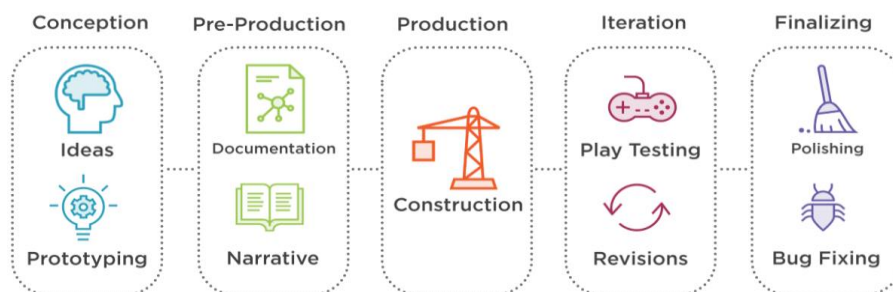 Conception
Pre-Production
Production
Iteration
Finalizing
Ideas
Prototyping
Documentation
Narrative
Construction
Play Testing
Revisions
Polishing
Bug Fixing